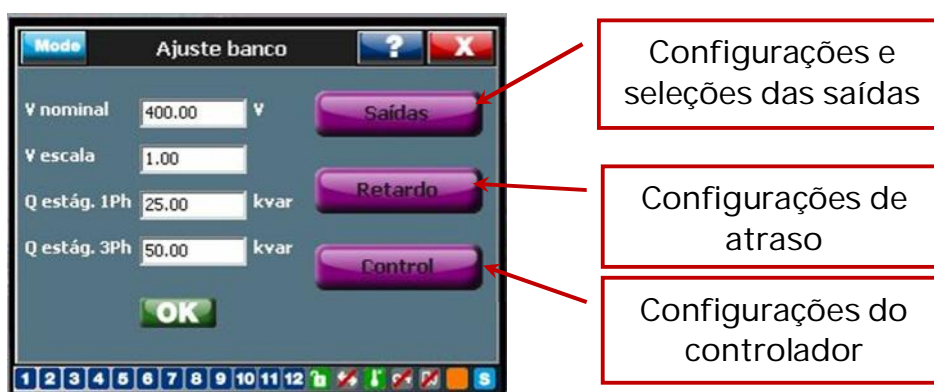 Mode Ajuste banco ? X
V nominal 400.00 V
Saídas
V escala 1.00
Q estág. 1Ph 25.00 kvar
Retardo
Q estág. 3Ph 50.00 kvar
Control
OK
1 2 3 4 5 6 7 8 9 10 11 12 S
Configurações e
seleções das saídas
Configurações de
atraso
Configurações do
controlador